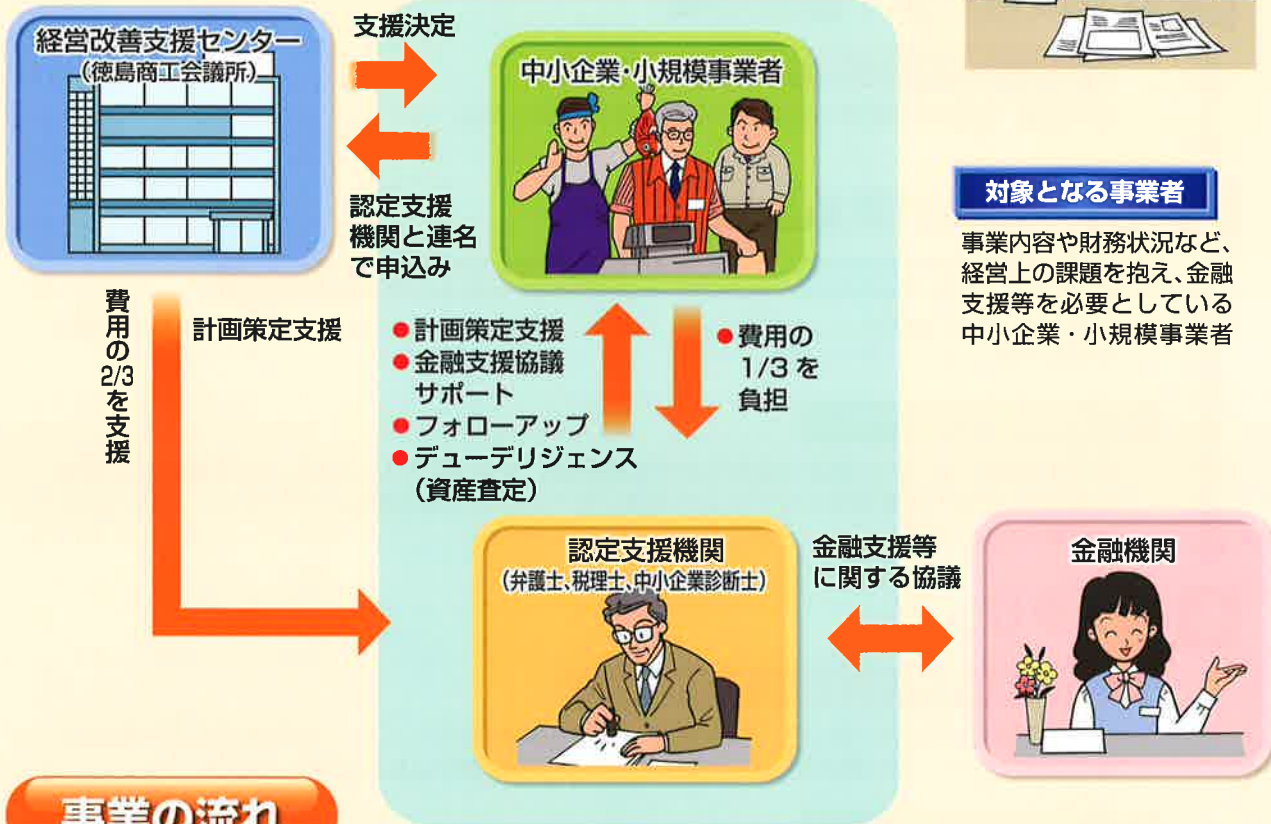 経営改善支援センター
(徳島商工会議所)
支援決定
中小企業・小規模事業者
認定支援
機関と連名
で申込み
対象となる事業者
事業内容や財務状況など、
経営上の課題を抱え、金融
支援等を必要としている
中小企業・小規模事業者
費用の2/3を支援
計画策定支援
●計画策定支援
●金融支援協議
サポート
●フォローアップ
●デューデリジェンス
(資産査定)
●費用の
1/3を
負担
認定支援機関
(弁護士、税理士、中小企業診断士)
金融支援等
に関する協議
金融機関
事業の流れ